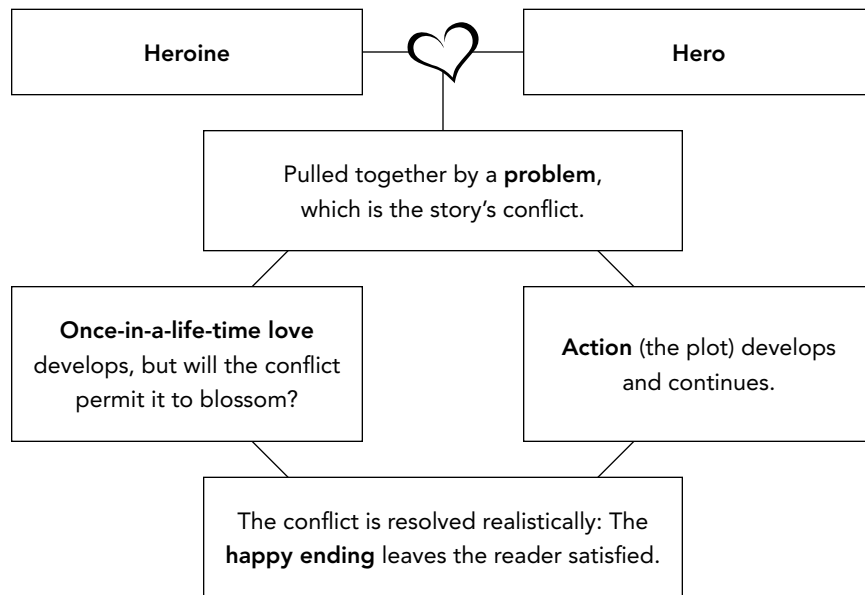 Heroine
Hero
Pulled together by a problem,
which is the story’s conflict.
Once-in-a-life-time love
develops, but will the conflict
permit it to blossom?
Action (the plot) develops
and continues.
The conflict is resolved realistically: The
happy ending leaves the reader satisfied.